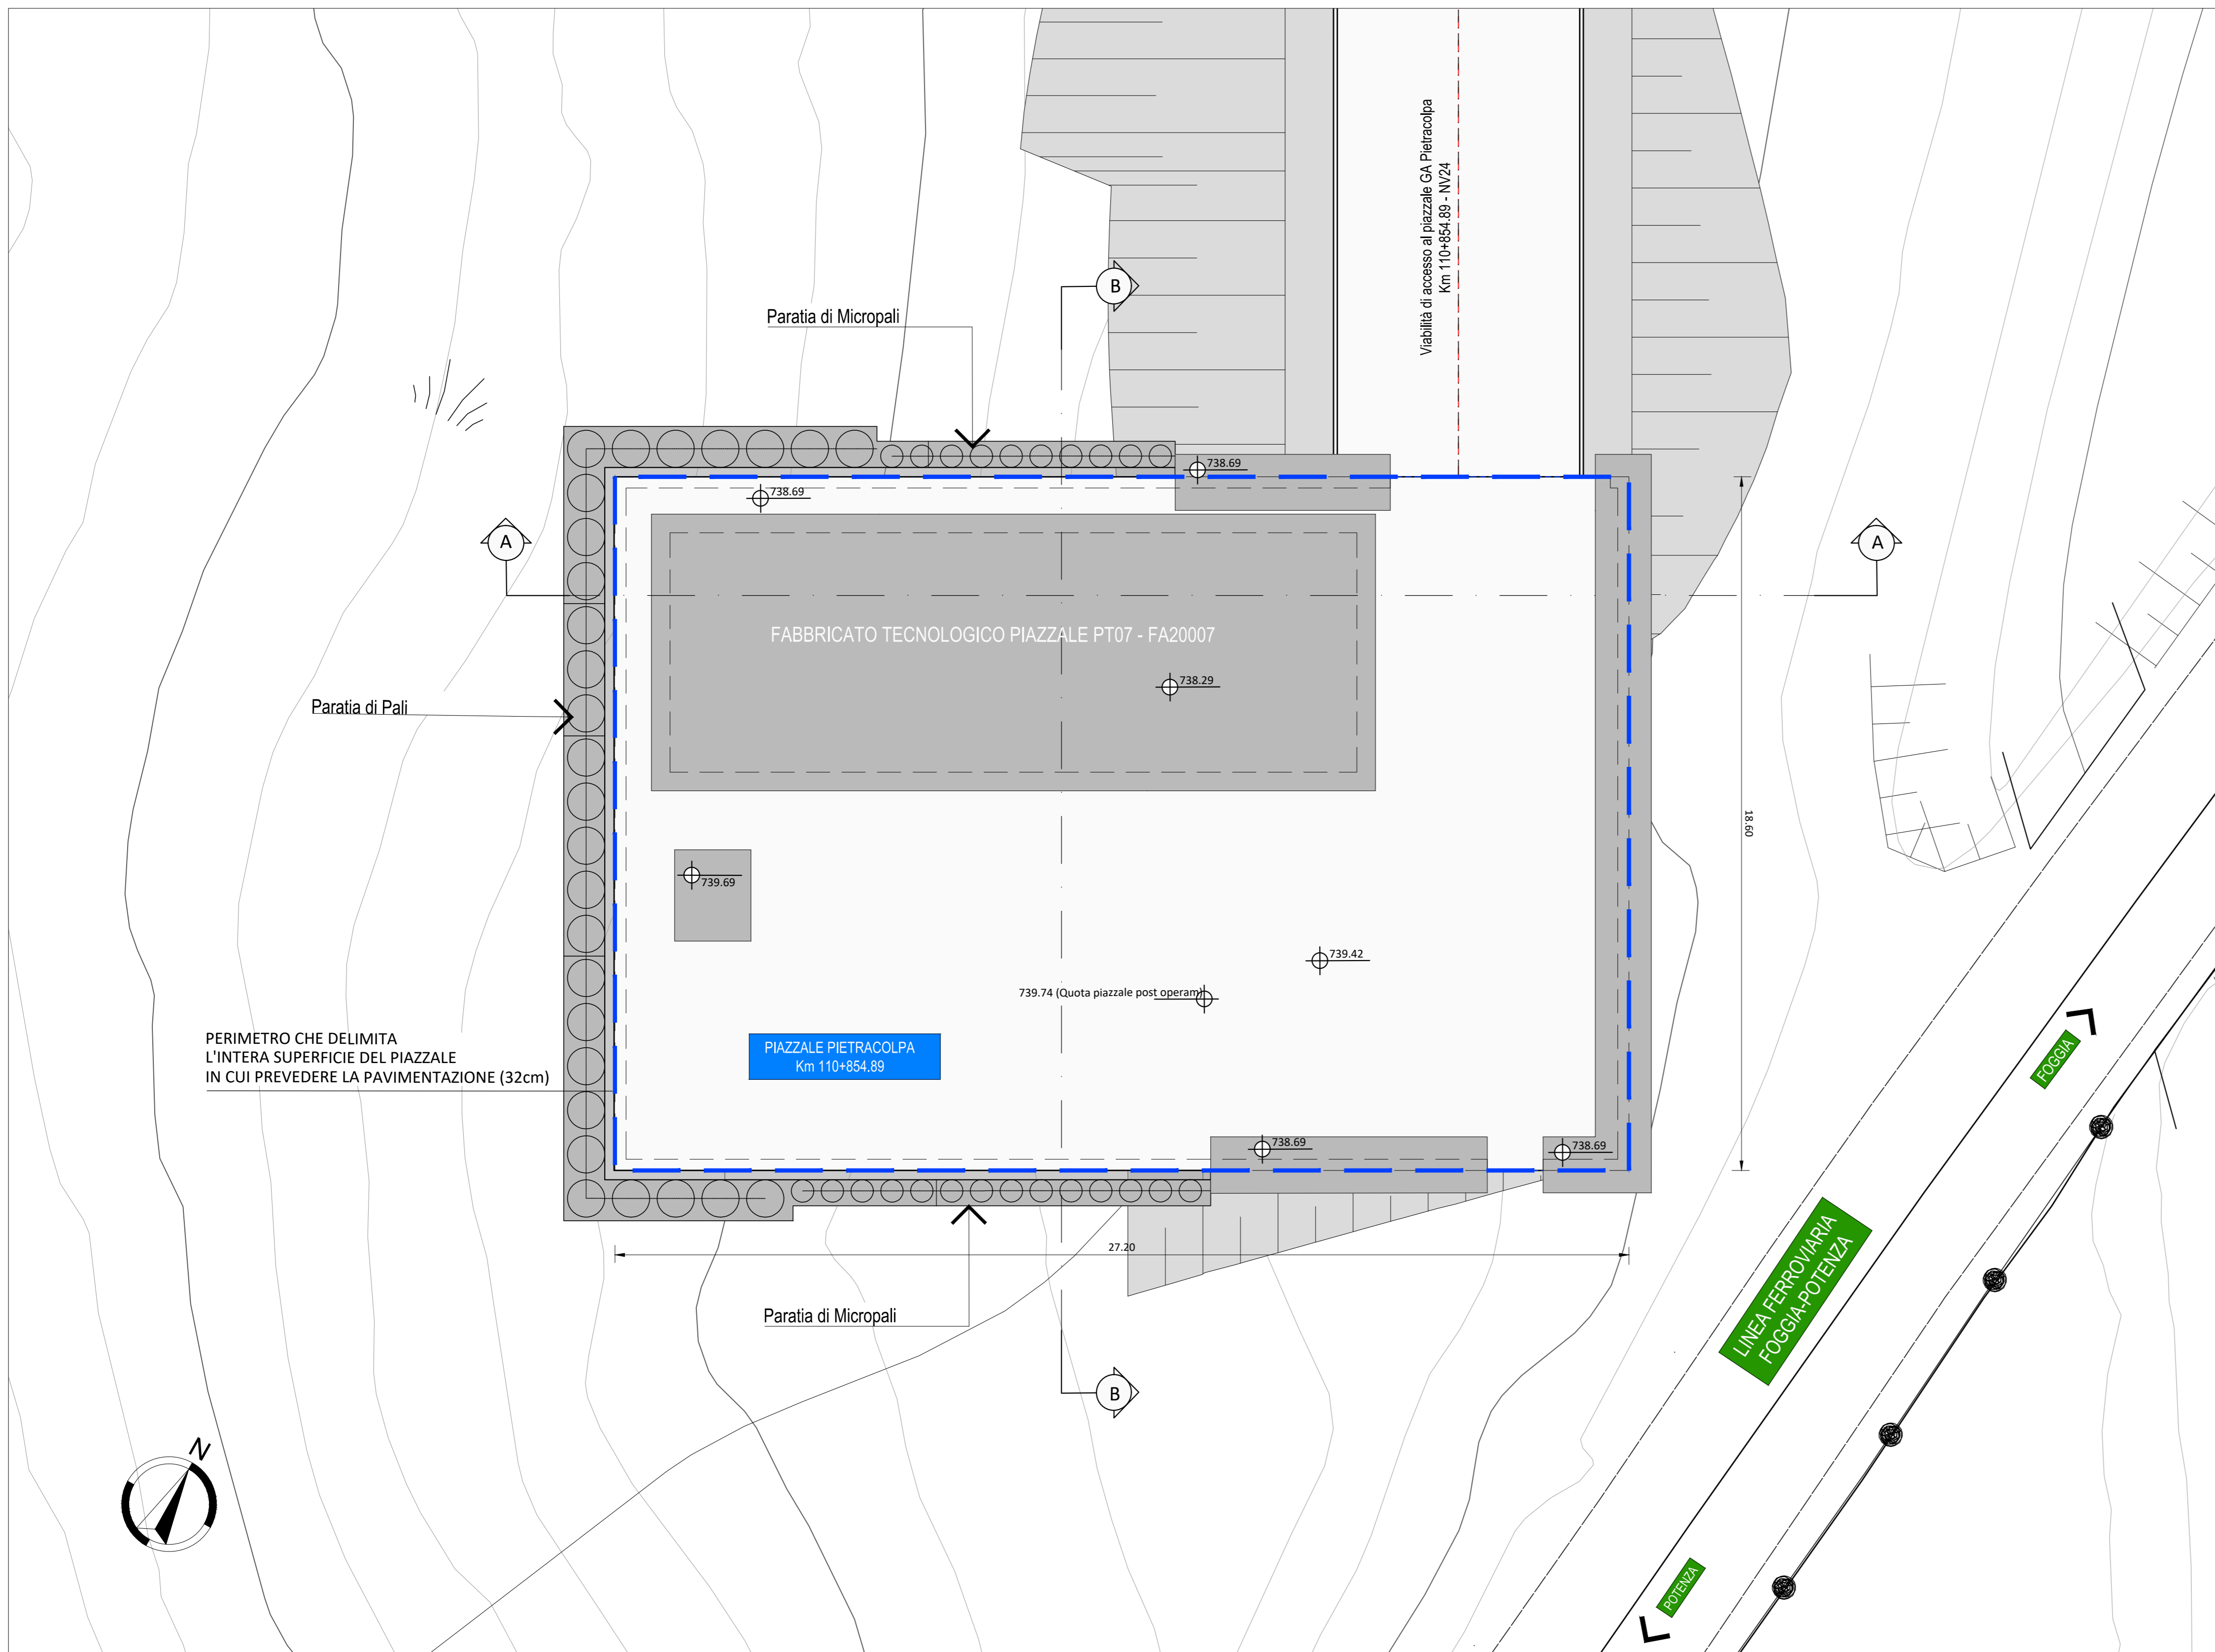 Viabilità di accesso al piazzale GA Pietracolpa
Km 110+854.89 - NV24
B
Paratia di Micropali
738.69
738.69
A
A
FABBRICATO TECNOLOGICO PIAZZALE PT07 - FA20007
738.29
Paratia di Pali
18.60
739.69
739.42
739.74 (Quota piazzale post operam)
PERIMETRO CHE DELIMITA
L'INTERA SUPERFICIE DEL PIAZZALE
IN CUI PREVEDERE LA PAVIMENTAZIONE (32cm)
PIAZZALE PIETRACOLPA
Km 110+854.89
FOGGIA
738.69
738.69
27.20
LINEA FERROVIARIA
FOGGIA-POTENZA
Paratia di Micropali
B
N
POTENZA